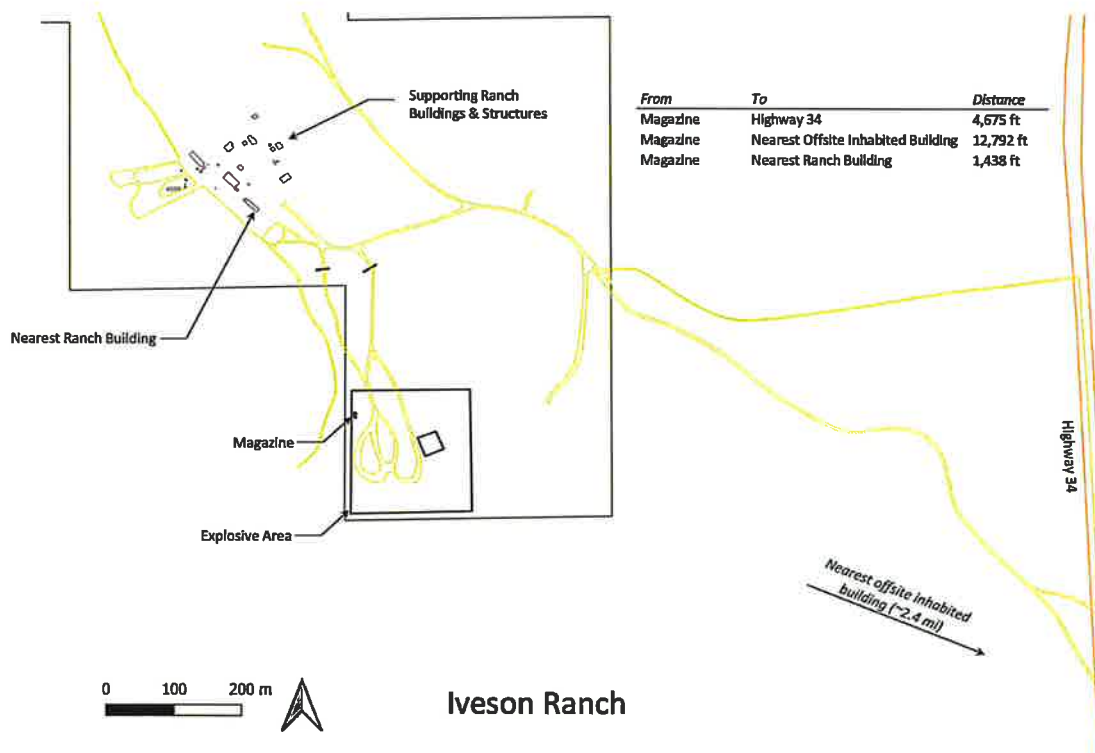 Supporting Ranch
Buildings & Structures
From To Distance
Magazine Highway 34 4,675 ft
Magazine Nearest Offsite Inhabited Building 12,792 ft
Magazine Nearest Ranch Building 1,438 ft
Nearest Ranch Building
Magazine
Explosive Area
Highway 34
Nearest offsite inhabited
building (~2.4 mi)
0 100 200 m
Iveson Ranch